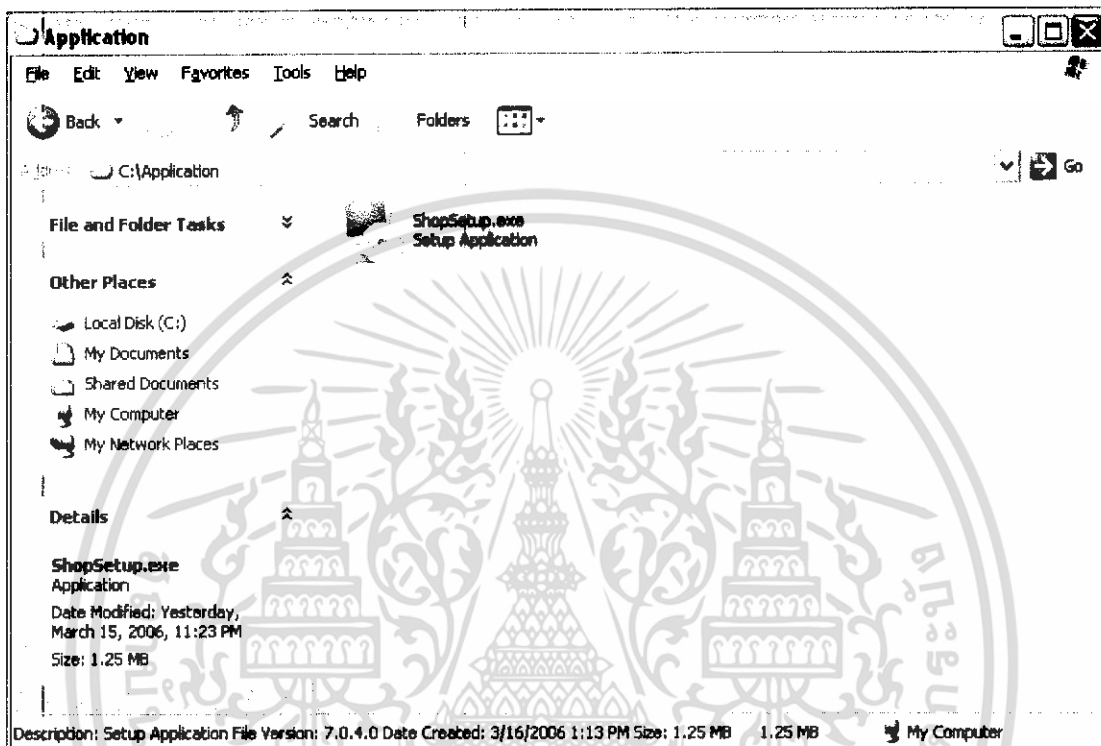 Application
File Edit View Favorites Tools Help
Back Search Folders
C:\Application Go
File and Folder Tasks
ShopSetup.exe
Setup Application
Other Places
Local Disk (C:)
My Documents
Shared Documents
My Computer
My Network Places
Details
ShopSetup.exe
Application
Date Modified: Yesterday,
March 15, 2006, 11:23 PM
Size: 1.25 MB
Description: Setup Application File Version: 7.0.4.0 Date Created: 3/16/2006 1:13 PM Size: 1.25 MB 1.25 MB My Computer